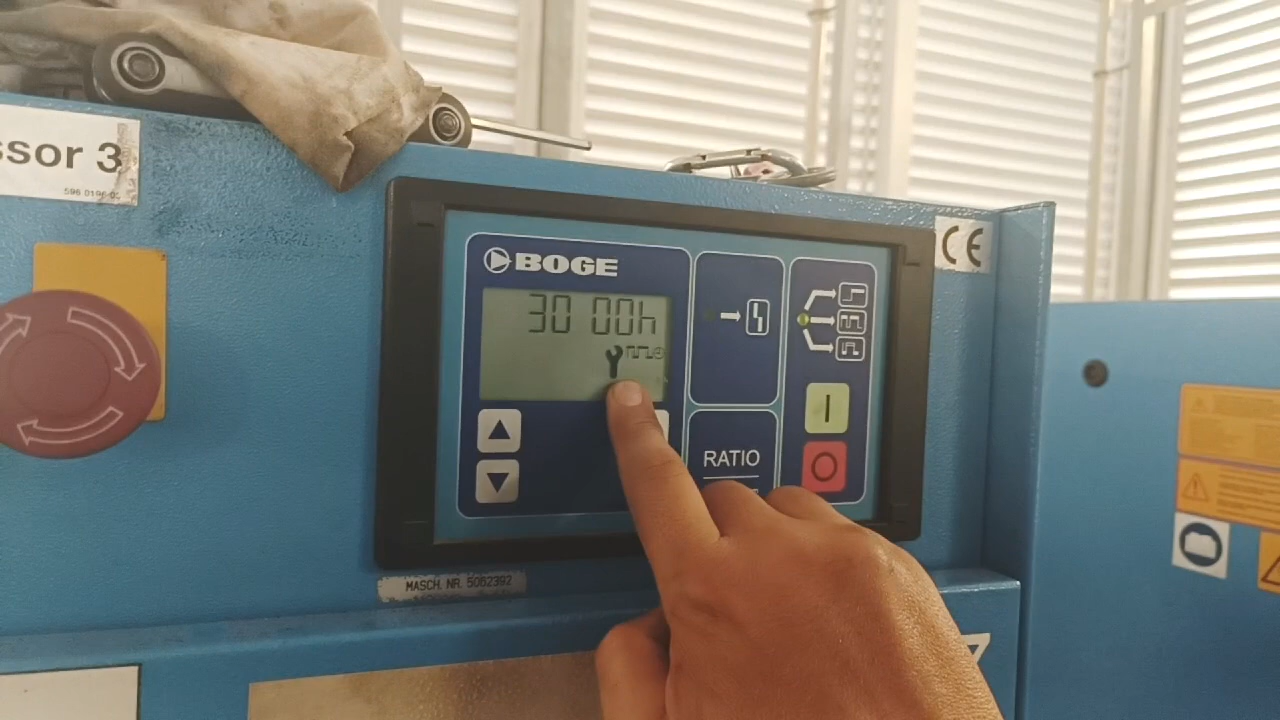 ssor 3
596 0196 00
BOGE
30 00h
RATIO
I
O
CE
MASCH. NR. 5062392